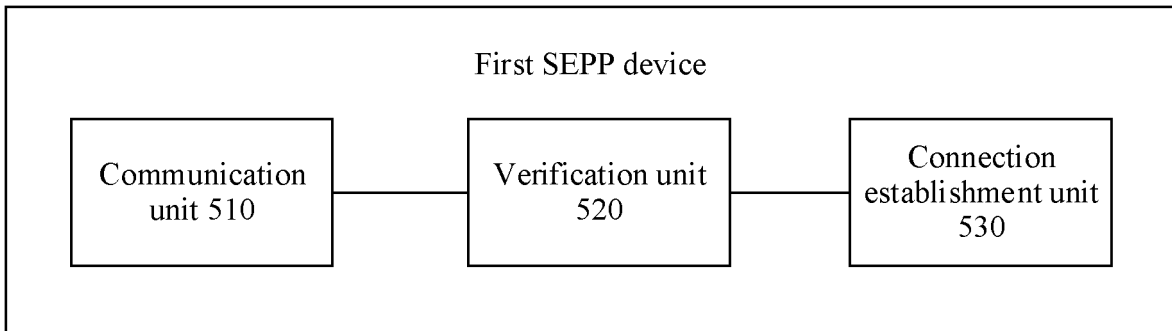 First SEPP device
Communication
unit 510
Verification unit
520
Connection
establishment unit
530